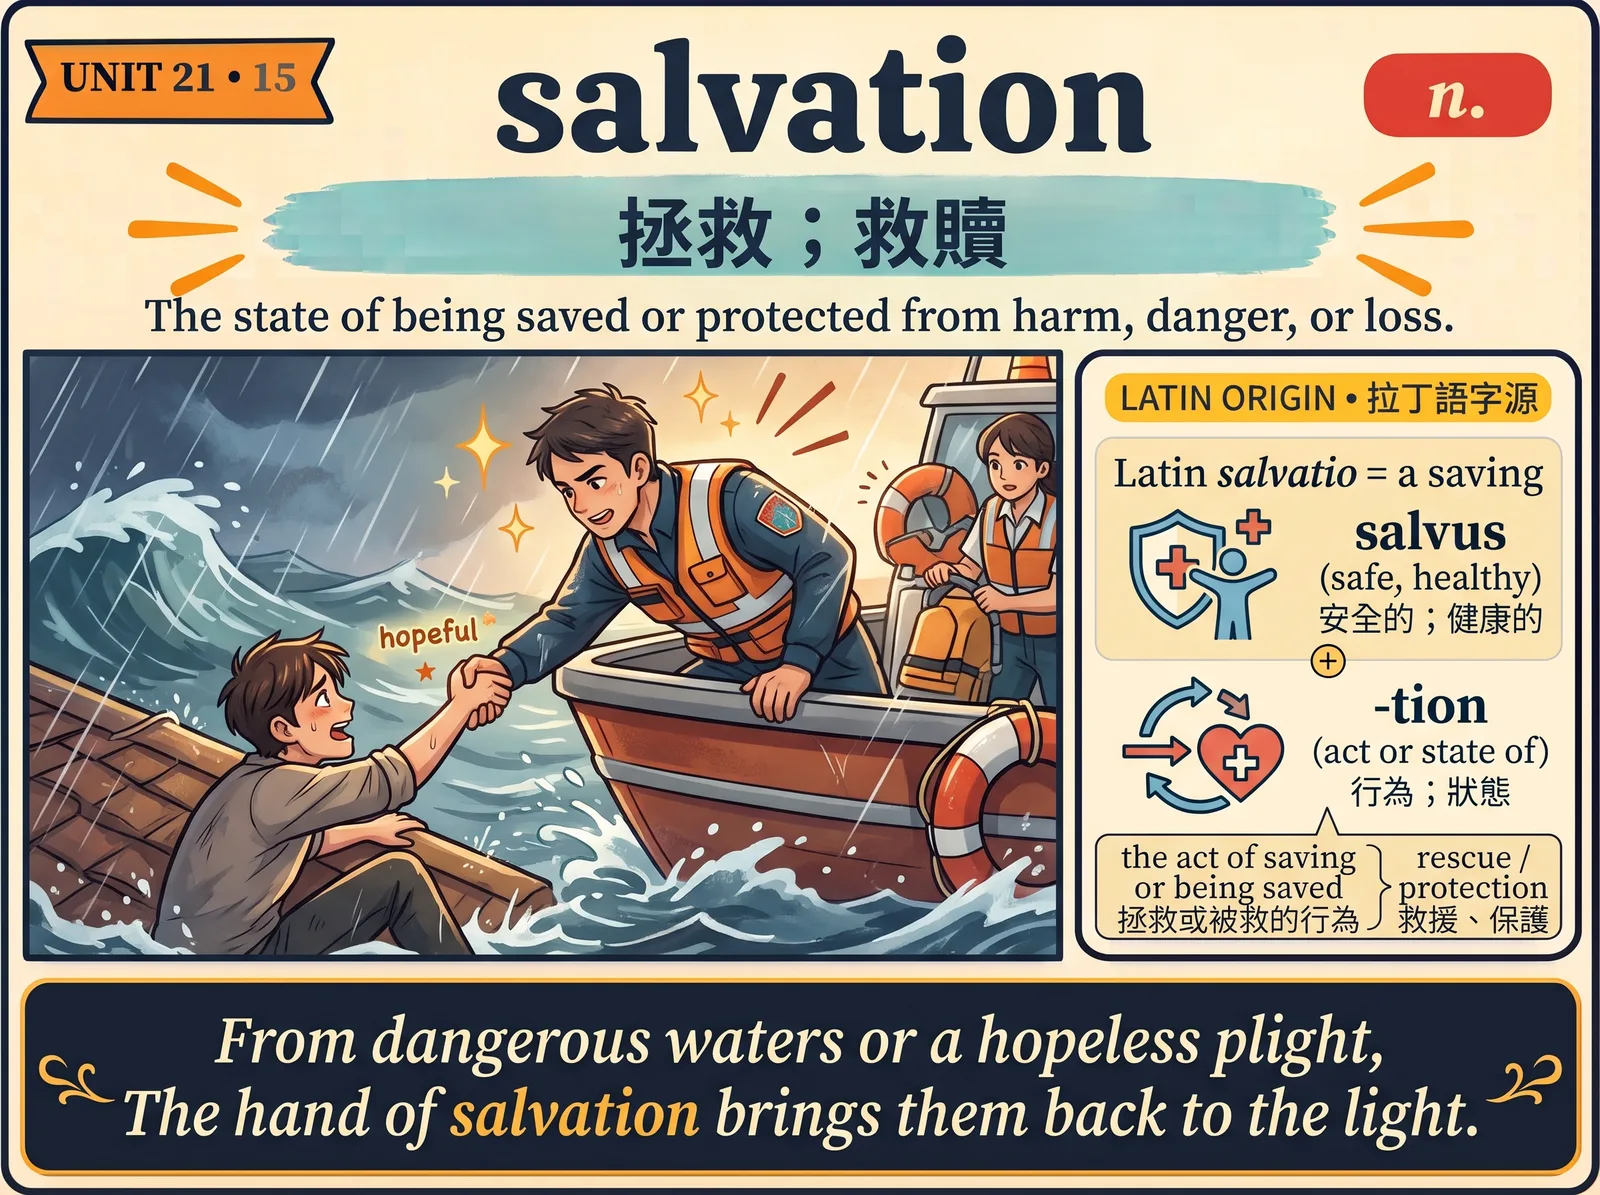 UNIT 21 • 15
salvation
n.
拯救；救贖
The state of being saved or protected from harm, danger, or loss.
hopeful
LATIN ORIGIN • 拉丁語字源
Latin salvatio = a saving
salvus
(safe, healthy)
安全的；健康的
+
-tion
(act or state of)
行為；狀態
the act of saving
or being saved
拯救或被救的行為
rescue /
protection
救援、保護
From dangerous waters or a hopeless plight,
The hand of salvation brings them back to the light.